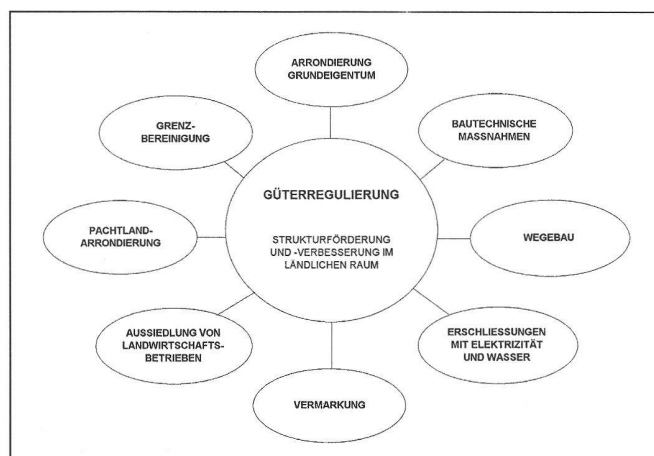 ARRONDIERUNG
GRUNDEIGENTUM
GRENZ-
BEREINIGUNG
BAUTECHNISCHE
MASSNAHMEN
GÜTERREGULIERUNG
STRUKTURFÖRDERUNG
UND -VERBESSERUNG IM
LÄNDLICHEN RAUM
PACHTLAND-
ARRONDIERUNG
WEGEBAU
AUSSIEDLUNG VON
LANDWIRTSCHAFTS-
BETRIEBEN
ERSCHLIESSUNGEN
MIT ELEKTRIZITÄT
UND WASSER
VERMARKUNG